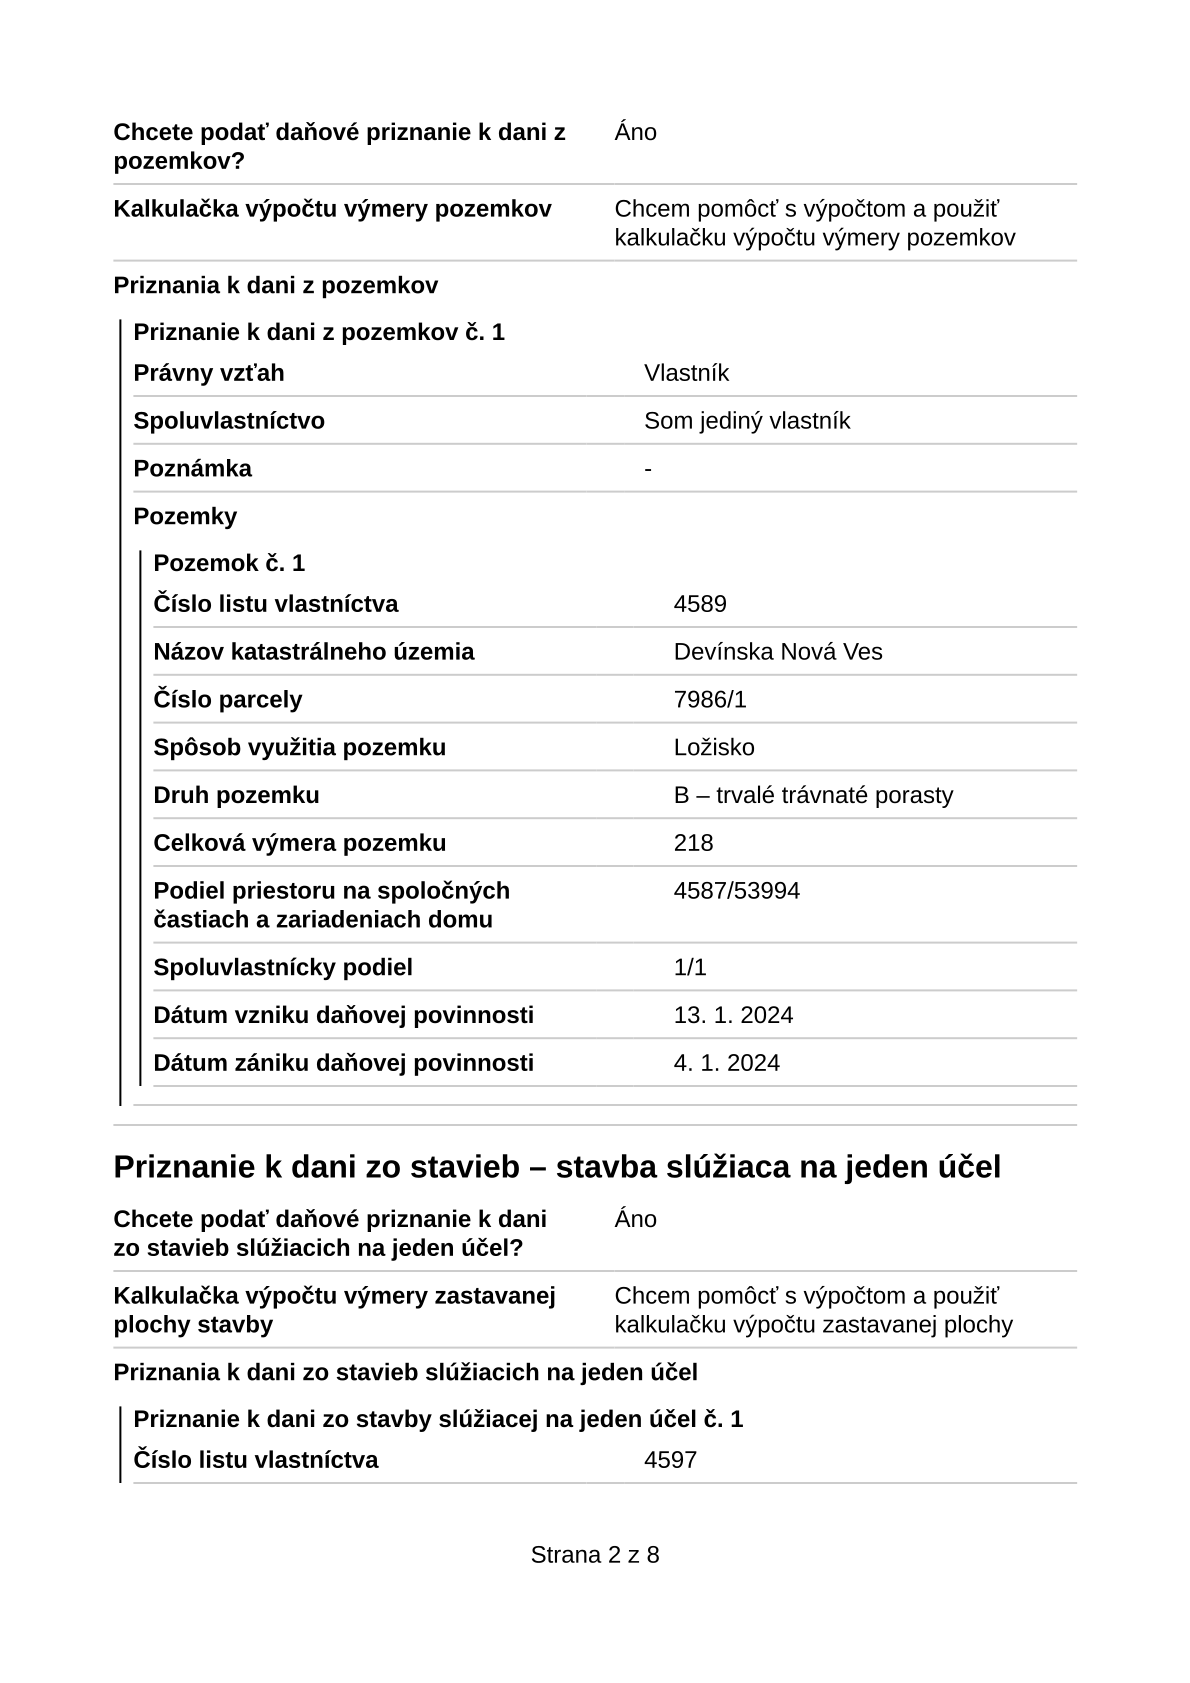 Chcete podať daňové priznanie k dani z
pozemkov?
Áno
Kalkulačka výpočtu výmery pozemkov
Chcem pomôcť s výpočtom a použiť
kalkulačku výpočtu výmery pozemkov
Priznania k dani z pozemkov
Priznanie k dani z pozemkov č. 1
Právny vzťah
Vlastník
Spoluvlastníctvo
Som jediný vlastník
Poznámka
-
Pozemky
Pozemok č. 1
Číslo listu vlastníctva
4589
Názov katastrálneho územia
Devínska Nová Ves
Číslo parcely
7986/1
Spôsob využitia pozemku
Ložisko
Druh pozemku
B – trvalé trávnaté porasty
Celková výmera pozemku
218
Podiel priestoru na spoločných
častiach a zariadeniach domu
4587/53994
Spoluvlastnícky podiel
1/1
Dátum vzniku daňovej povinnosti
13. 1. 2024
Dátum zániku daňovej povinnosti
4. 1. 2024
Priznanie k dani zo stavieb – stavba slúžiaca na jeden účel
Chcete podať daňové priznanie k dani
zo stavieb slúžiacich na jeden účel?
Áno
Kalkulačka výpočtu výmery zastavanej
plochy stavby
Chcem pomôcť s výpočtom a použiť
kalkulačku výpočtu zastavanej plochy
Priznania k dani zo stavieb slúžiacich na jeden účel
Priznanie k dani zo stavby slúžiacej na jeden účel č. 1
Číslo listu vlastníctva
4597
Strana 2 z 8